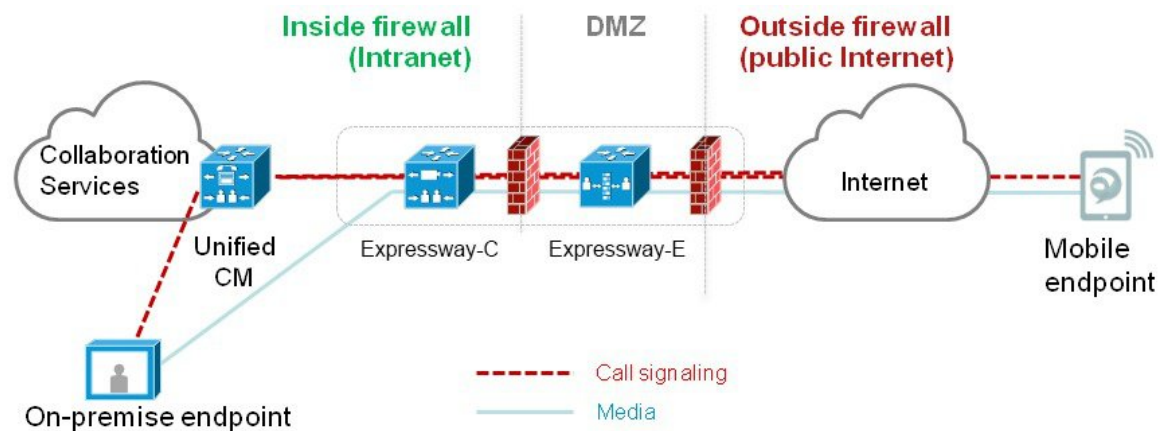 Inside firewall
(Intranet)
DMZ
Outside firewall
(public Internet)
Collaboration
Services
Unified
CM
Expressway-C
Expressway-E
Internet
Mobile
endpoint
On-premise endpoint
Call signaling
Media